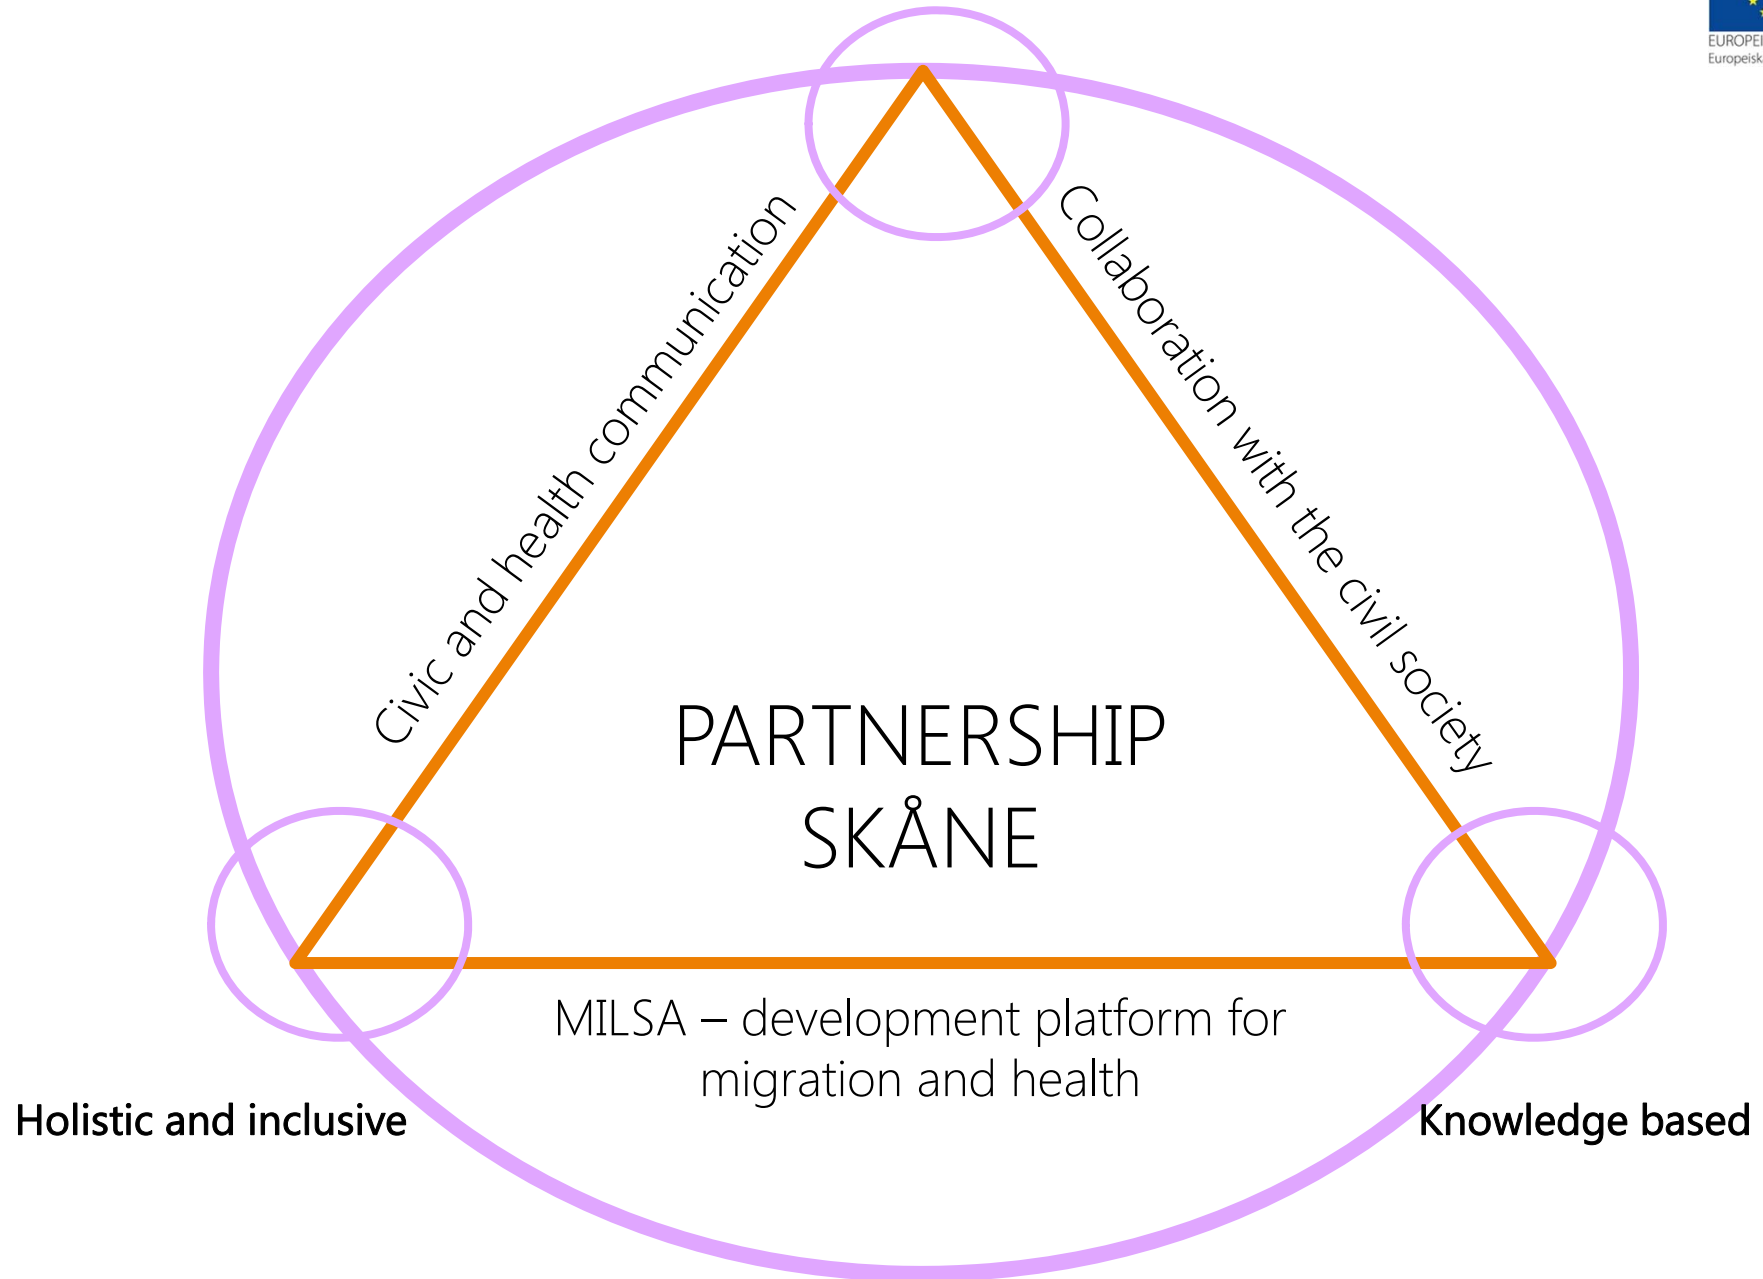 Civic and health communication
Collaboration with the civil society
PARTNERSHIP
SKÅNE
MILSA – development platform for
migration and health
Holistic and inclusive
Knowledge based